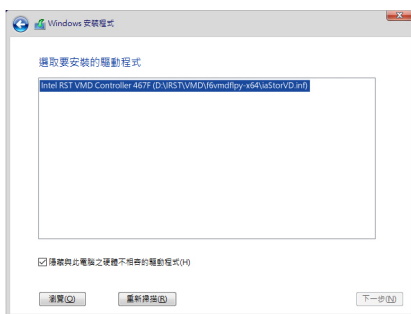 Windows 安裝程式
選取要安裝的驅動程式
Intel RST VMD Controller 467F (D:\IRST\VMD\f6vmdflpy-x64\iaStorVD.inf)
隱藏與此電腦之硬體不相容的驅動程式(H)
瀏覽(O) 重新掃描(R) 下一步(N)